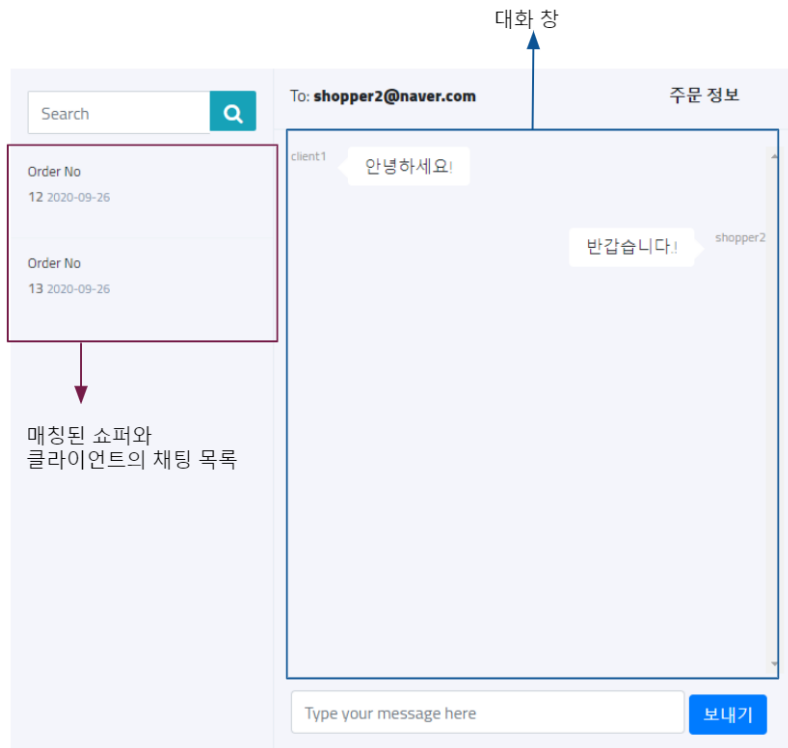 대화 창
Search
To: shopper2@naver.com
주문 정보
Order No
12 2020-09-26
Order No
13 2020-09-26
client1
안녕하세요!
반갑습니다.!
shopper2
매칭된 쇼퍼와
클라이언트의 채팅 목록
Type your message here
보내기